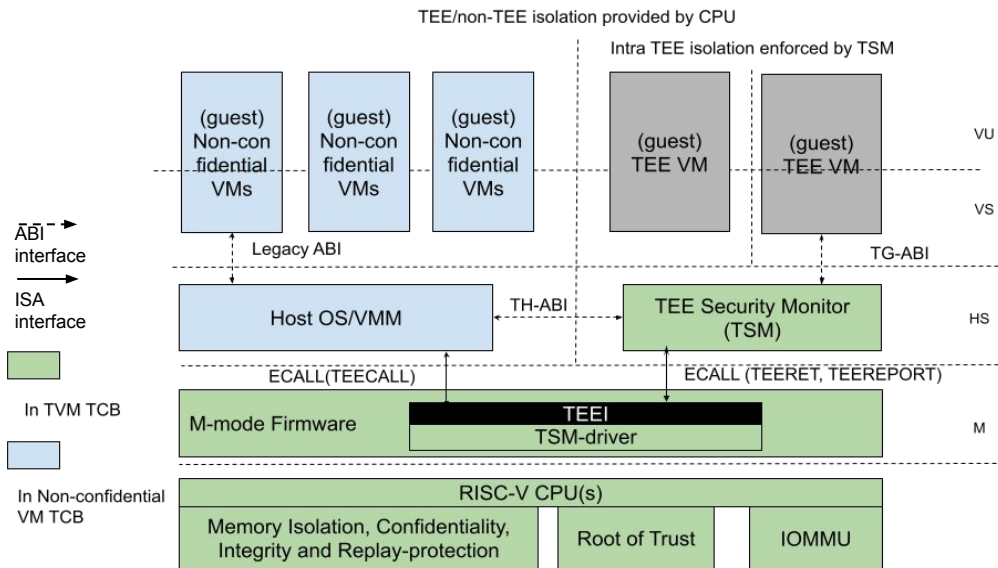 TEE/non-TEE isolation provided by CPU
Intra TEE isolation enforced by TSM
(guest)
Non-con
fidential
VMs
(guest)
Non-con
fidential
VMs
(guest)
Non-con
fidential
VMs
(guest)
TEE VM
(guest)
TEE VM
VU
VS
ABI
interface
ISA
interface
Legacy ABI
TG-ABI
Host OS/VMM
TH-ABI
TEE Security Monitor
(TSM)
HS
ECALL(TEECALL)
ECALL (TEERET, TEEREPORT)
In TVM TCB
M-mode Firmware
TEEI
TSM-driver
M
In Non-confidential
VM TCB
RISC-V CPU(s)
Memory Isolation, Confidentiality,
Integrity and Replay-protection
Root of Trust
IOMMU